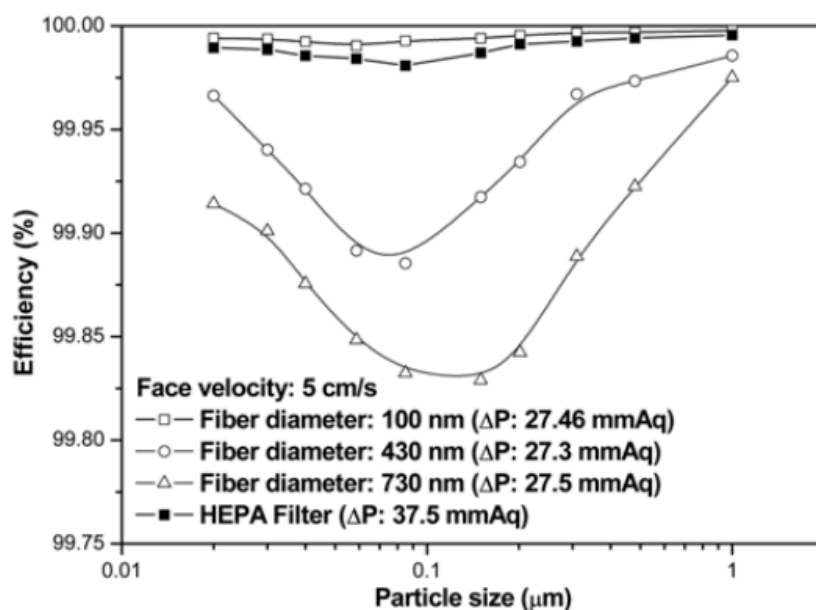 100.00
99.95
99.90
99.85
99.80
99.75
Efficiency (%)
Face velocity: 5 cm/s
Fiber diameter: 100 nm (ΔP: 27.46 mmAq)
Fiber diameter: 430 nm (ΔP: 27.3 mmAq)
Fiber diameter: 730 nm (ΔP: 27.5 mmAq)
HEPA Filter (ΔP: 37.5 mmAq)
0.01 0.1 1
Particle size (μm)